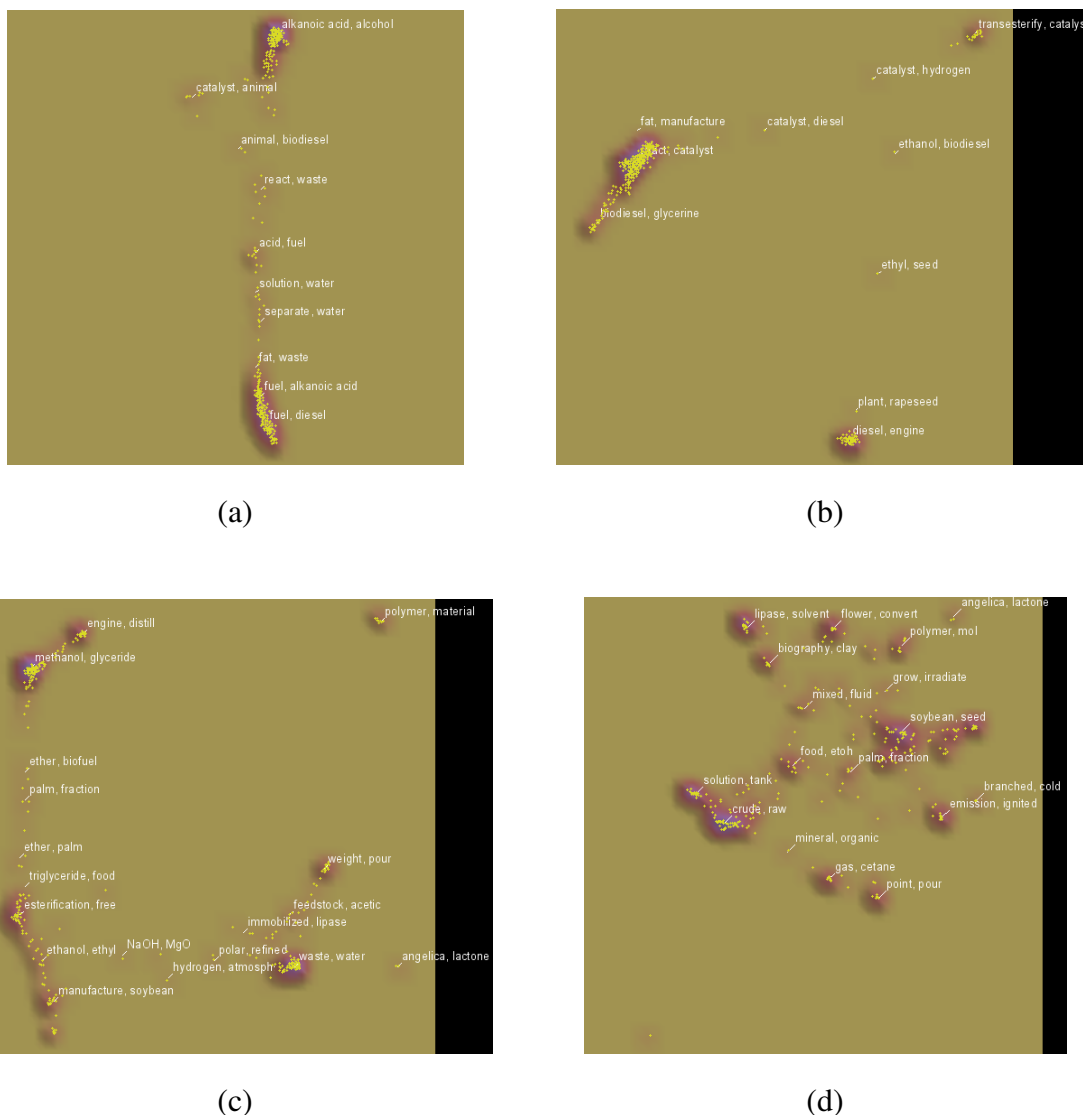 alkanoic acid, alcohol
catalyst, animal
animal, biodiesel
react, waste
acid, fuel
solution, water
separate, water
fat, waste
fuel, alkanoic acid
fuel, diesel
(a)
transesterify, catalys
catalyst, hydrogen
fat, manufacture
catalyst, diesel
ethanol, biodiesel
catalyst
biodiesel, glycerine
ethyl, seed
plant, rapeseed
diesel, engine
(b)
polymer, material
engine, distill
methanol, glyceride
ether, biofuel
palm, fraction
ether, palm
triglyceride, food
weight, pour
esterification, free
feedstock, acetic
immobilized, lipase
NaOH, MgO
ethanol, ethyl
polar, refined
waste, water
angelica, lactone
hydrogen, atmosph
manufacture, soybean
(c)
angelica, lactone
lipase, solvent
flower, convert
polymer, mol
biography, clay
grow, irradiate
mixed, fluid
soybean, seed
food, etoh
palm, fraction
solution, tank
branched, cold
emission, ignited
crude, raw
mineral, organic
gas, cetane
point, pour
(d)